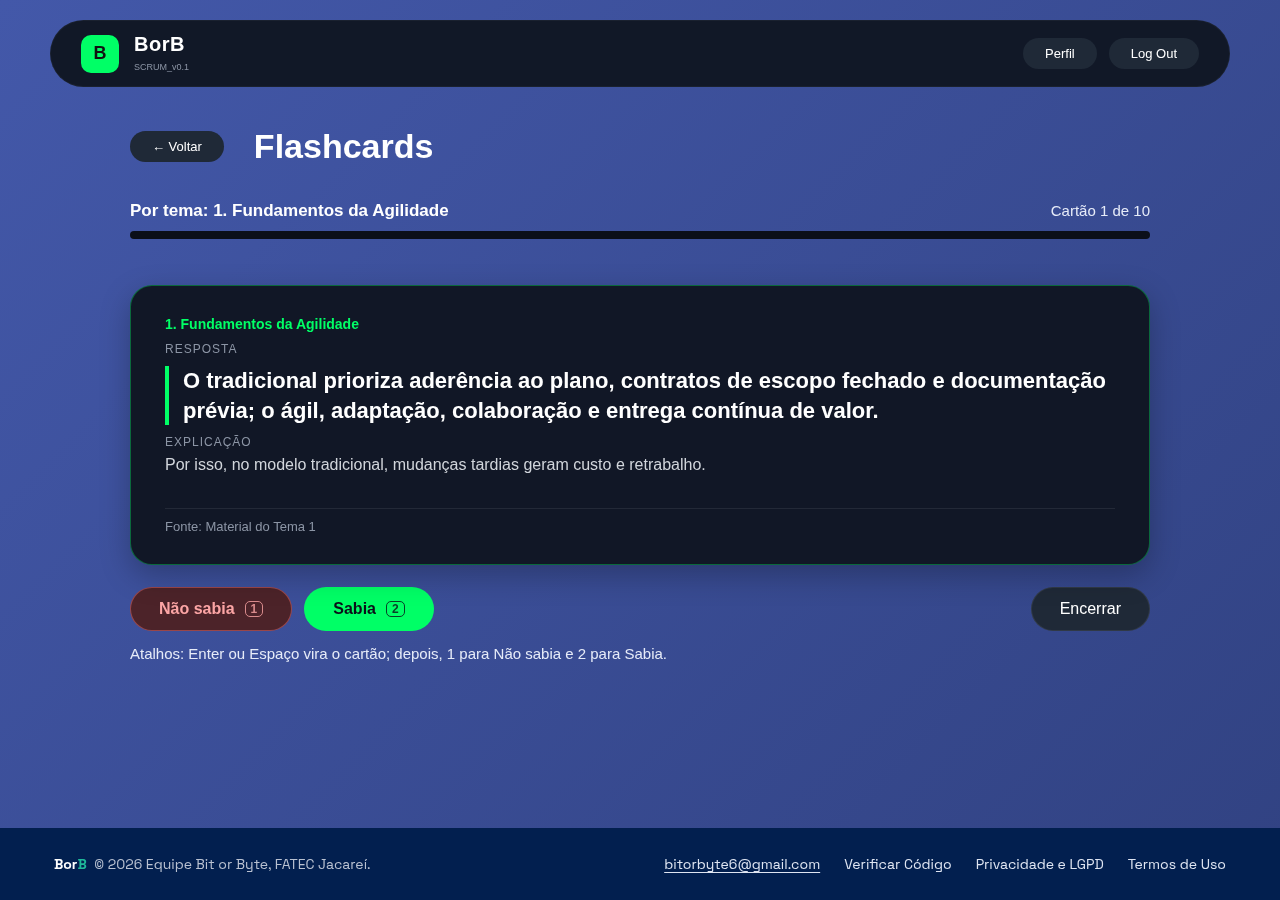 B
BorB
SCRUM_v0.1
Perfil
Log Out
← Voltar
Flashcards
Por tema: 1. Fundamentos da Agilidade
Cartão 1 de 10
1. Fundamentos da Agilidade
RESPOSTA
O tradicional prioriza aderência ao plano, contratos de escopo fechado e documentação
prévia; o ágil, adaptação, colaboração e entrega contínua de valor.
EXPLICAÇÃO
Por isso, no modelo tradicional, mudanças tardias geram custo e retrabalho.
Fonte: Material do Tema 1
Não sabia 1
Sabia 2
Encerrar
Atalhos: Enter ou Espaço vira o cartão; depois, 1 para Não sabia e 2 para Sabia.
BorB © 2026 Equipe Bit or Byte, FATEC Jacareí.
bitorbyte6@gmail.com
Verificar Código
Privacidade e LGPD
Termos de Uso